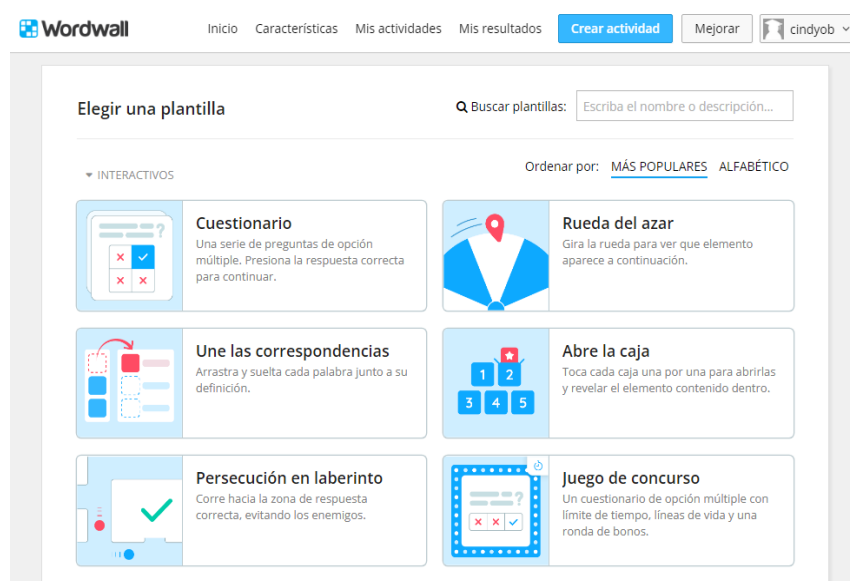 Wordwall Inicio Características Mis actividades Mis resultados Crear actividad Mejorar cindyob
Elegir una plantilla Buscar plantillas: Escriba el nombre o descripción...
INTERACTIVOS Ordenar por: MÁS POPULARES ALFABÉTICO
Cuestionario
Una serie de preguntas de opción
múltiple. Presiona la respuesta correcta
para continuar.
Rueda del azar
Gira la rueda para ver que elemento
aparece a continuación.
Une las correspondencias
Arrastra y suelta cada palabra junto a su
definición.
1 2
3 4 5
Abre la caja
Toca cada caja una por una para abrirlas
y revelar el elemento contenido dentro.
Persecución en laberinto
Corre hacia la zona de respuesta
correcta, evitando los enemigos.
Juego de concurso
Un cuestionario de opción múltiple con
límite de tiempo, líneas de vida y una
ronda de bonos.